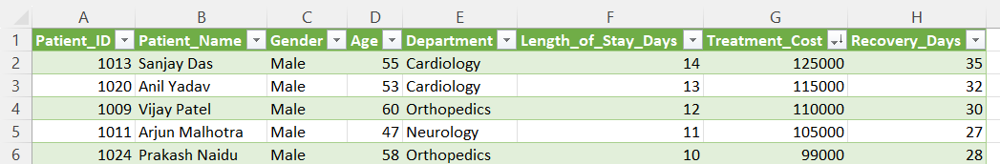 A B C D E F G H
1 Patient_ID Patient_Name Gender Age Department Length_of_Stay_Days Treatment_Cost Recovery_Days
2 1013 Sanjay Das Male 55 Cardiology 14 125000 35
3 1020 Anil Yadav Male 53 Cardiology 13 115000 32
4 1009 Vijay Patel Male 60 Orthopedics 12 110000 30
5 1011 Arjun Malhotra Male 47 Neurology 11 105000 27
6 1024 Prakash Naidu Male 58 Orthopedics 10 99000 28